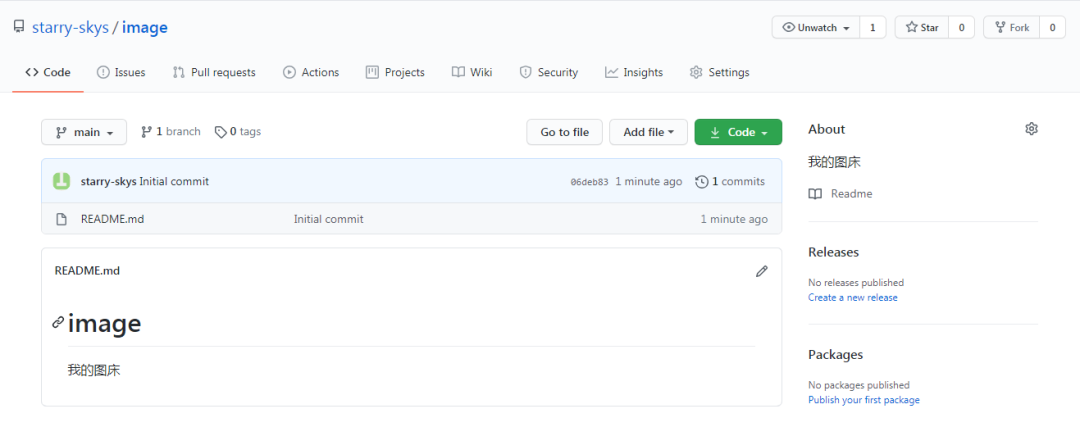 starry-skys / image
Unwatch 1 Star 0 Fork 0
Code Issues Pull requests Actions Projects Wiki Security Insights Settings
main 1 branch 0 tags Go to file Add file Code
starry-skys Initial commit 06deb83 1 minute ago 1 commits
README.md Initial commit 1 minute ago
README.md
image
我的图床
About
我的图床
Readme
Releases
No releases published
Create a new release
Packages
No packages published
Publish your first package